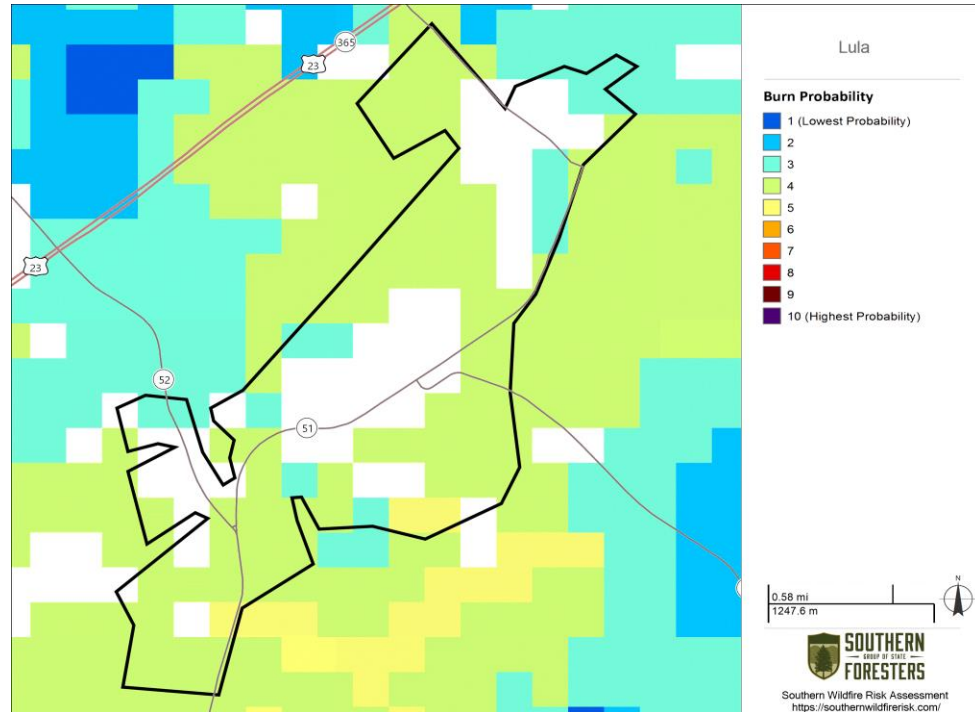 365
23
23
52
51
Lula
Burn Probability
1 (Lowest Probability)
2
3
4
5
6
7
8
9
10 (Highest Probability)
0.58 mi
1247.6 m
N
SOUTHERN
GROUP OF STATE
FORESTERS
Southern Wildfire Risk Assessment
https://southernwildfirerisk.com/